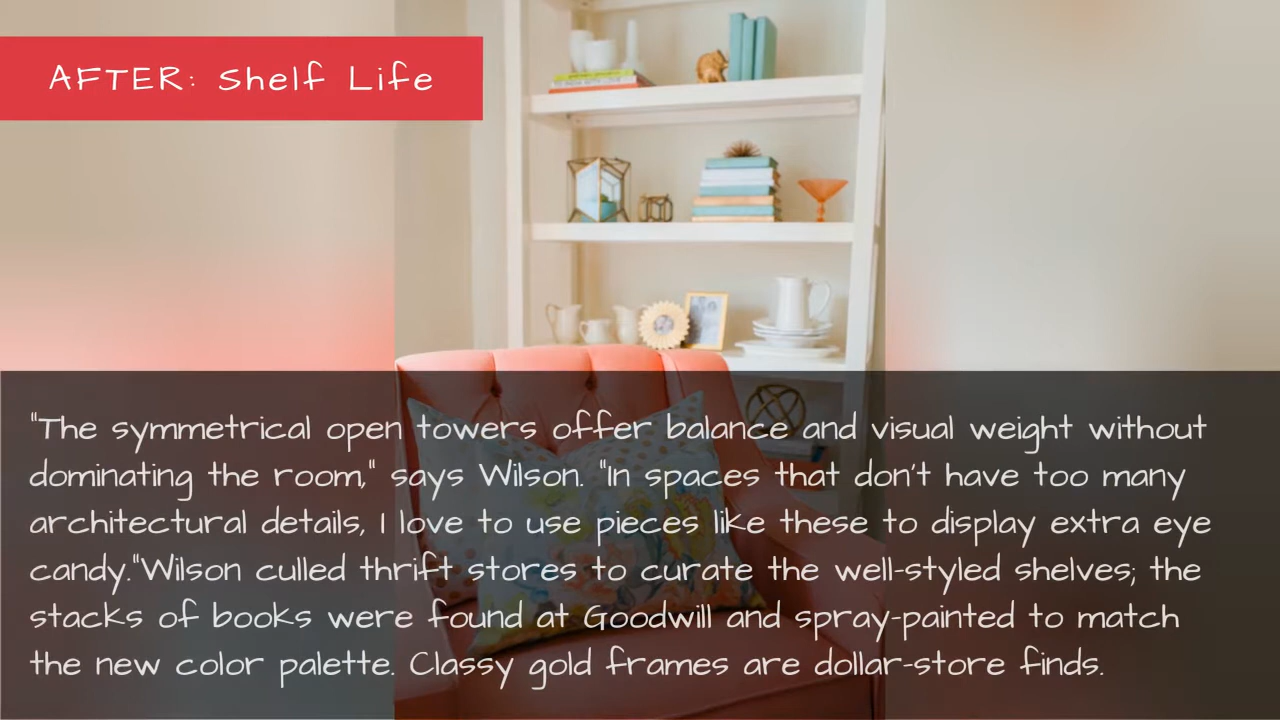 AFTER: Shelf Life
"The symmetrical open towers offer balance and visual weight without
dominating the room," says Wilson. "In spaces that don't have too many
architectural details, I love to use pieces like these to display extra eye
candy."Wilson culled thrift stores to curate the well-styled shelves; the
stacks of books were found at Goodwill and spray-painted to match
the new color palette. Classy gold frames are dollar-store finds.